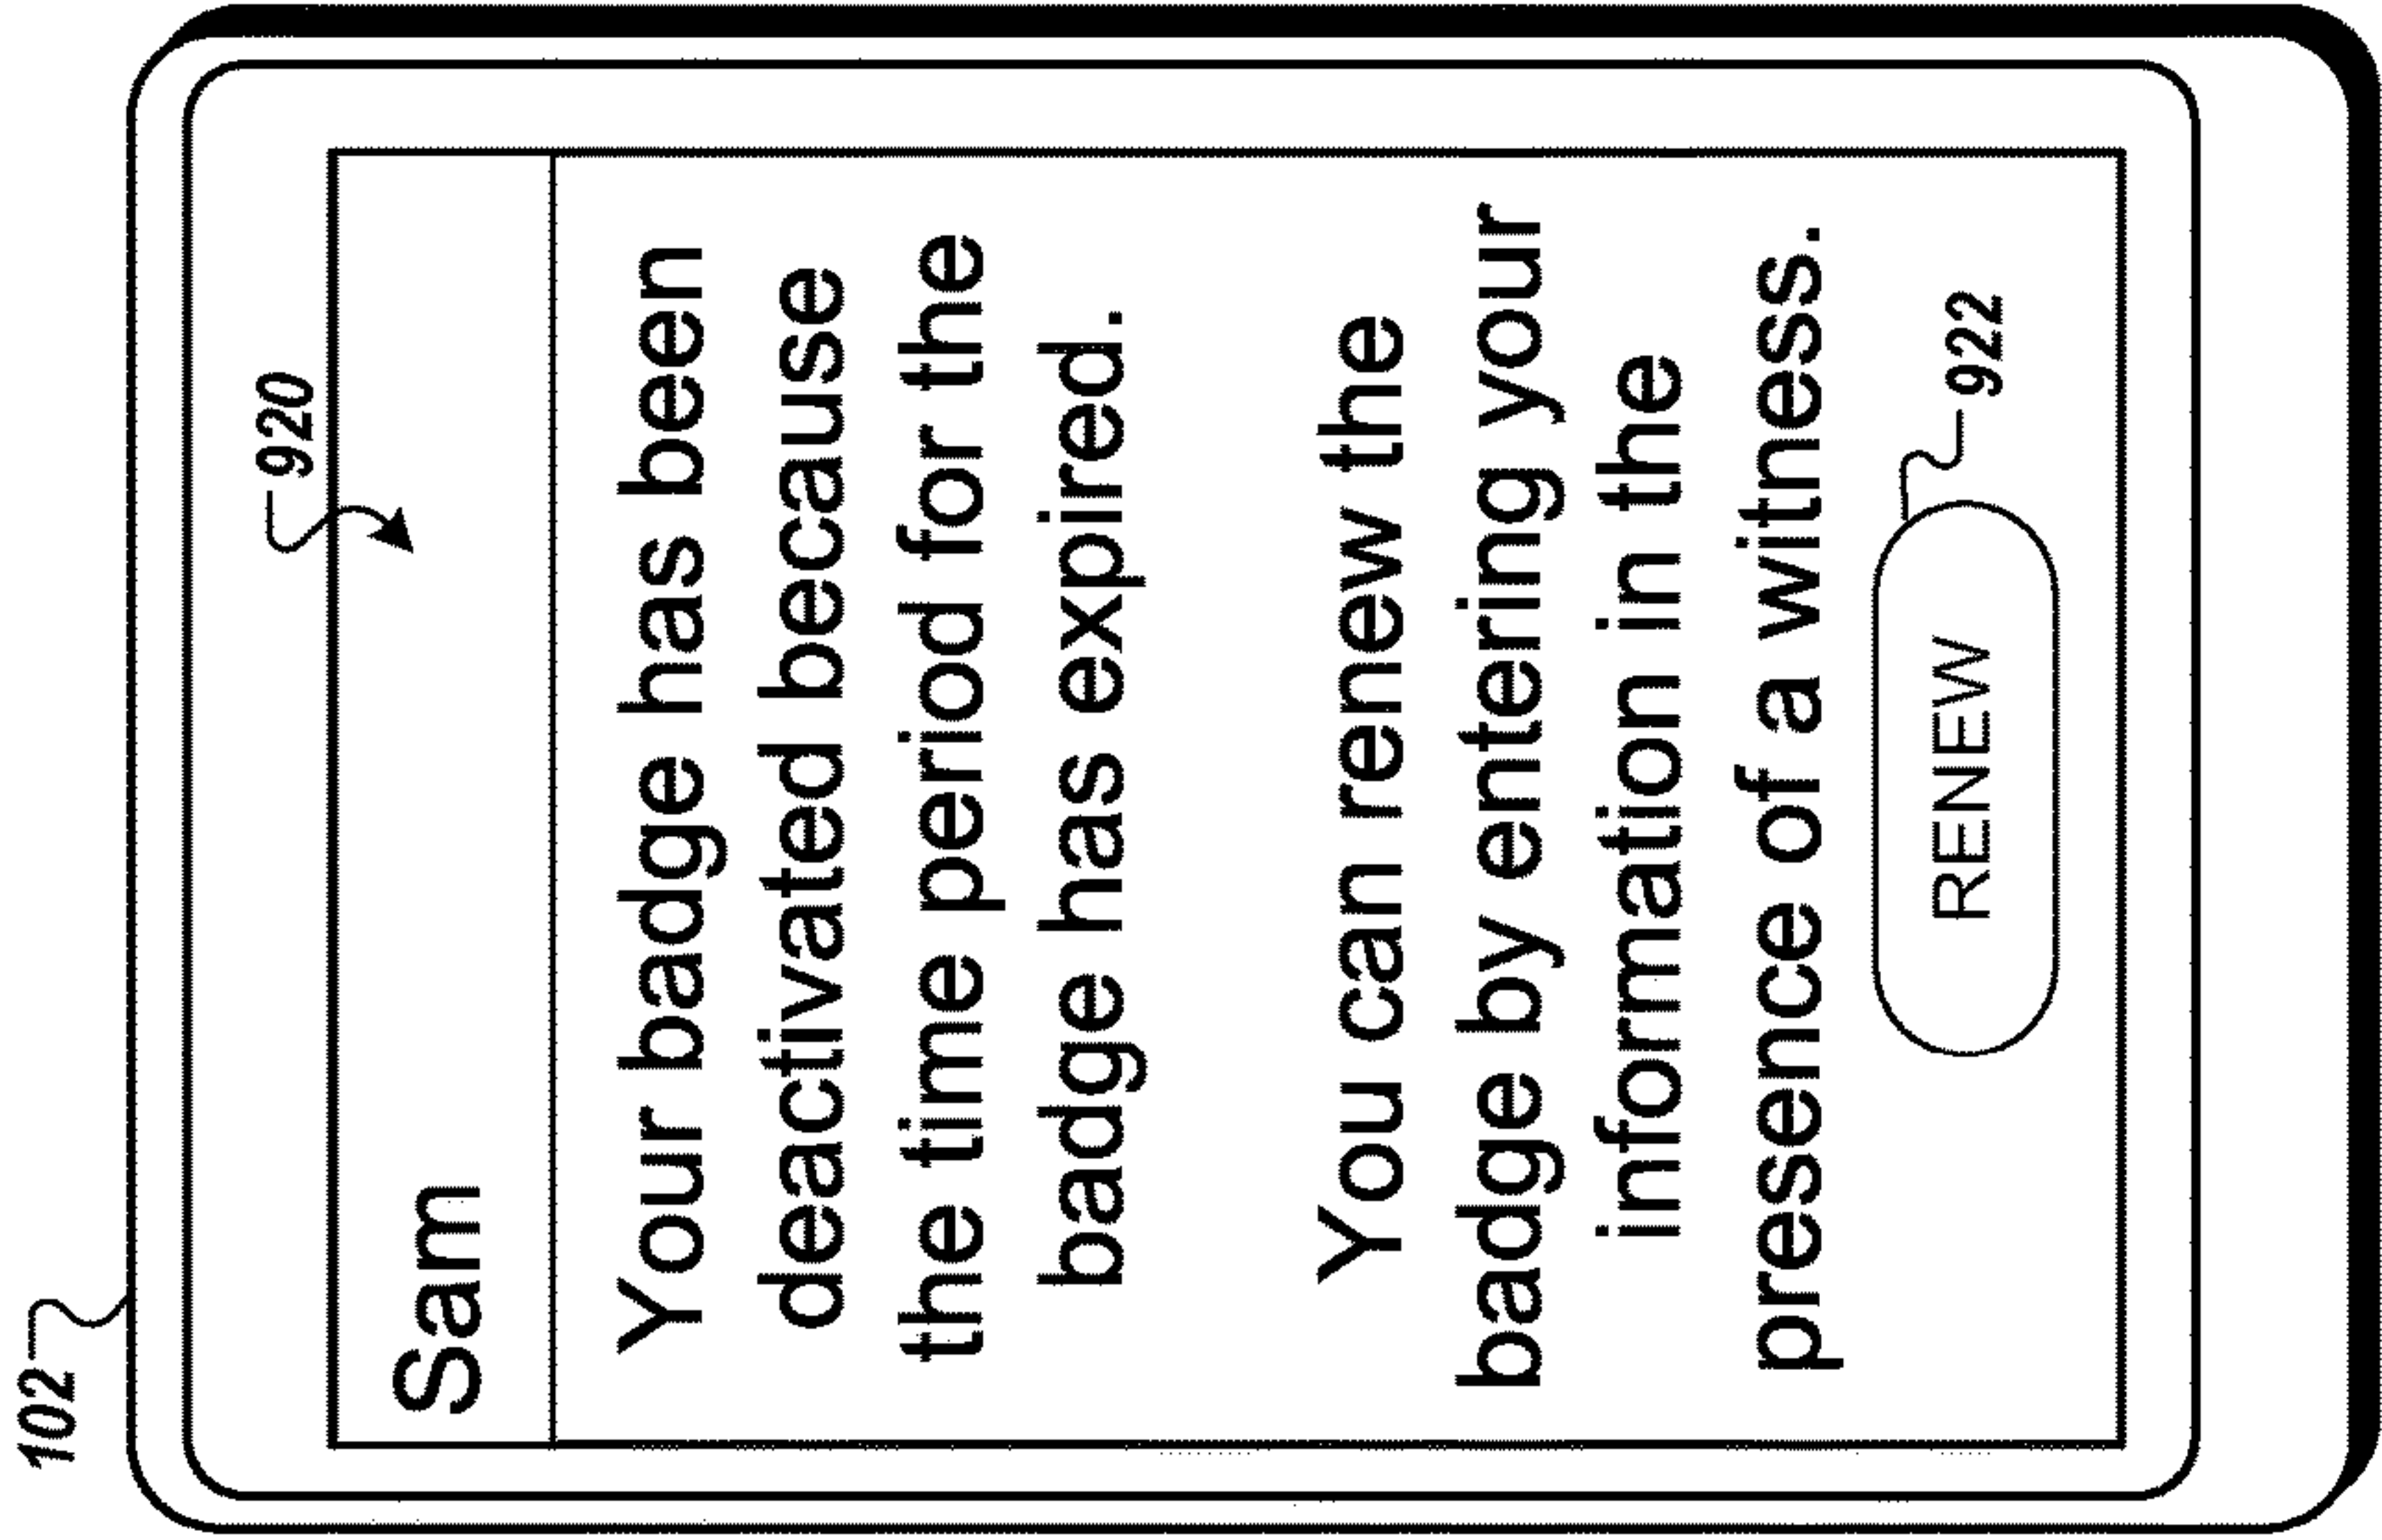 102
920
Sam
Your badge has been
deactivated because
the time period for the
badge has expired.
You can renew the
badge by entering your
information in the
presence of a witness.
RENEW
922